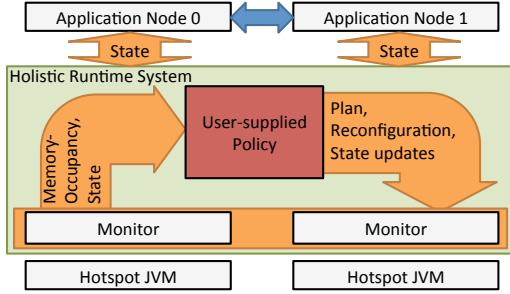 Application Node 0
Application Node 1
State
State
Holistic Runtime System
Memory-
Occupancy,
State
User-supplied
Policy
Plan,
Reconfiguration,
State updates
Monitor
Monitor
Hotspot JVM
Hotspot JVM